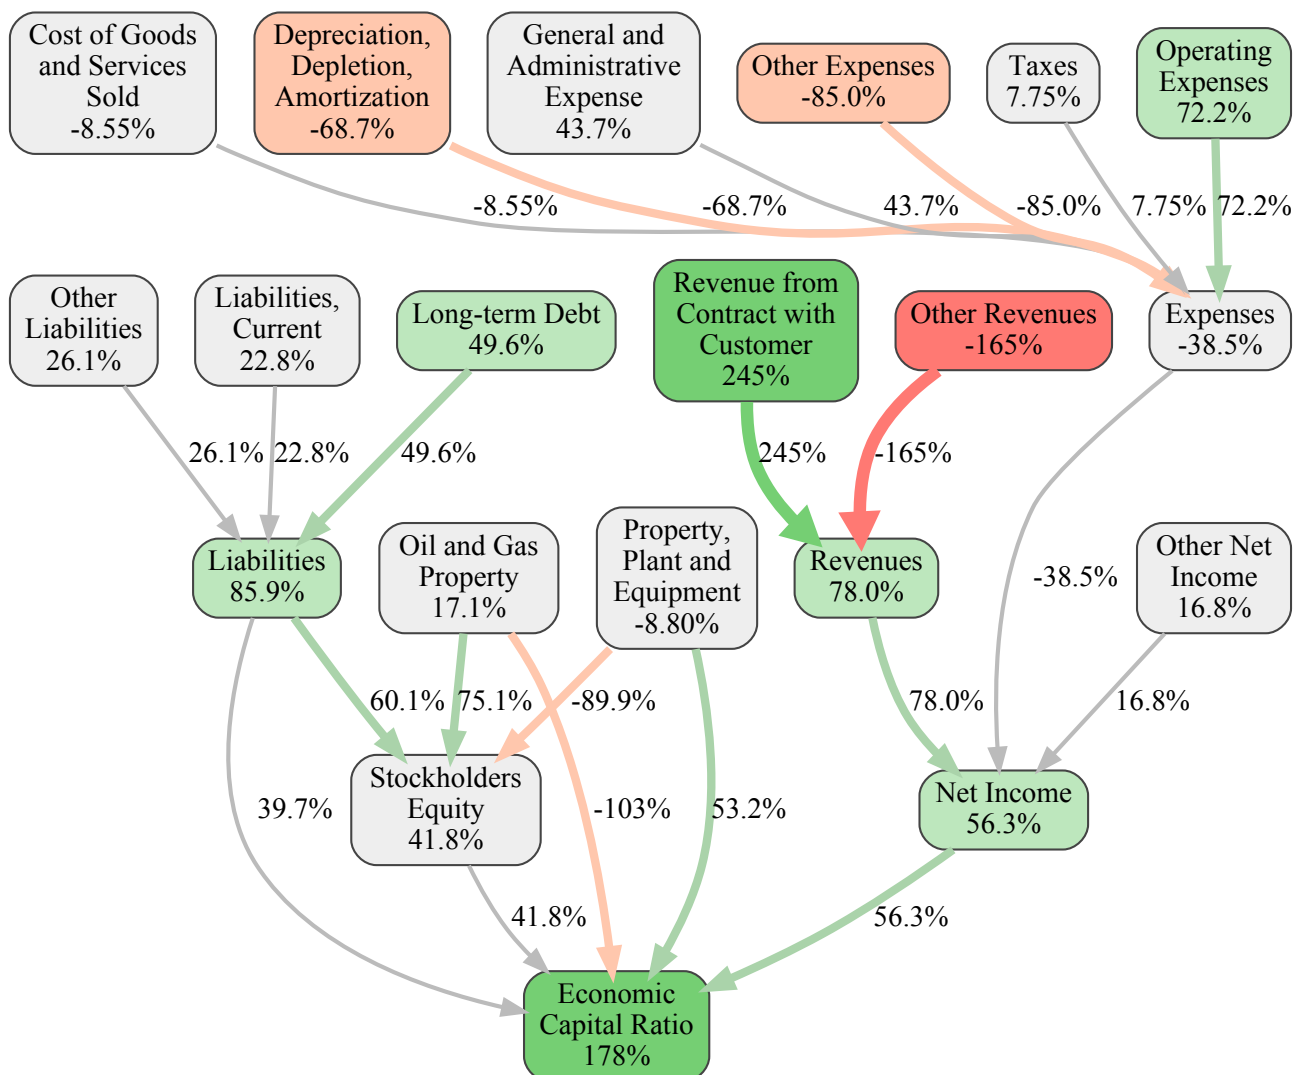 Cost of Goods
and Services
Sold
-8.55%
Depreciation,
Depletion,
Amortization
-68.7%
General and
Administrative
Expense
43.7%
Other Expenses
-85.0%
Taxes
7.75%
Operating
Expenses
72.2%
-8.55%
-68.7%
43.7%
-85.0%
7.75%
72.2%
Other
Liabilities
26.1%
Liabilities,
Current
22.8%
Long-term Debt
49.6%
Revenue from
Contract with
Customer
245%
Other Revenues
-165%
Expenses
-38.5%
26.1%
22.8%
49.6%
245%
-165%
Liabilities
85.9%
Oil and Gas
Property
17.1%
Property,
Plant and
Equipment
-8.80%
Revenues
78.0%
-38.5%
Other Net
Income
16.8%
60.1%
75.1%
-89.9%
78.0%
16.8%
39.7%
Stockholders
Equity
41.8%
-103%
53.2%
Net Income
56.3%
41.8%
56.3%
Economic
Capital Ratio
178%